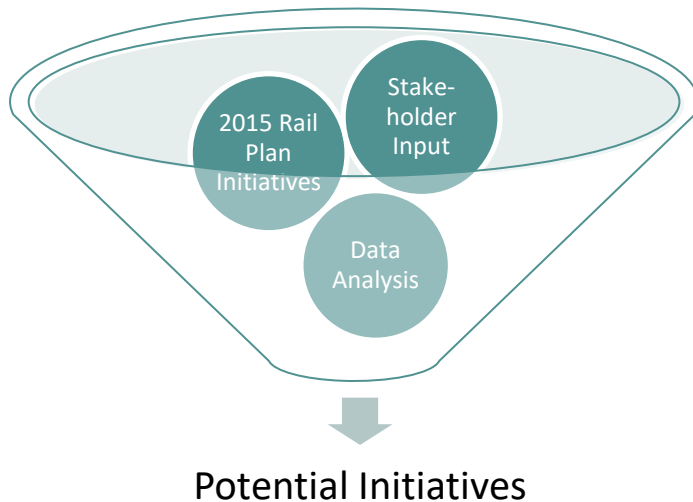 Stake-
holder
Input
2015 Rail
Plan
Initiatives
Data
Analysis
Potential Initiatives